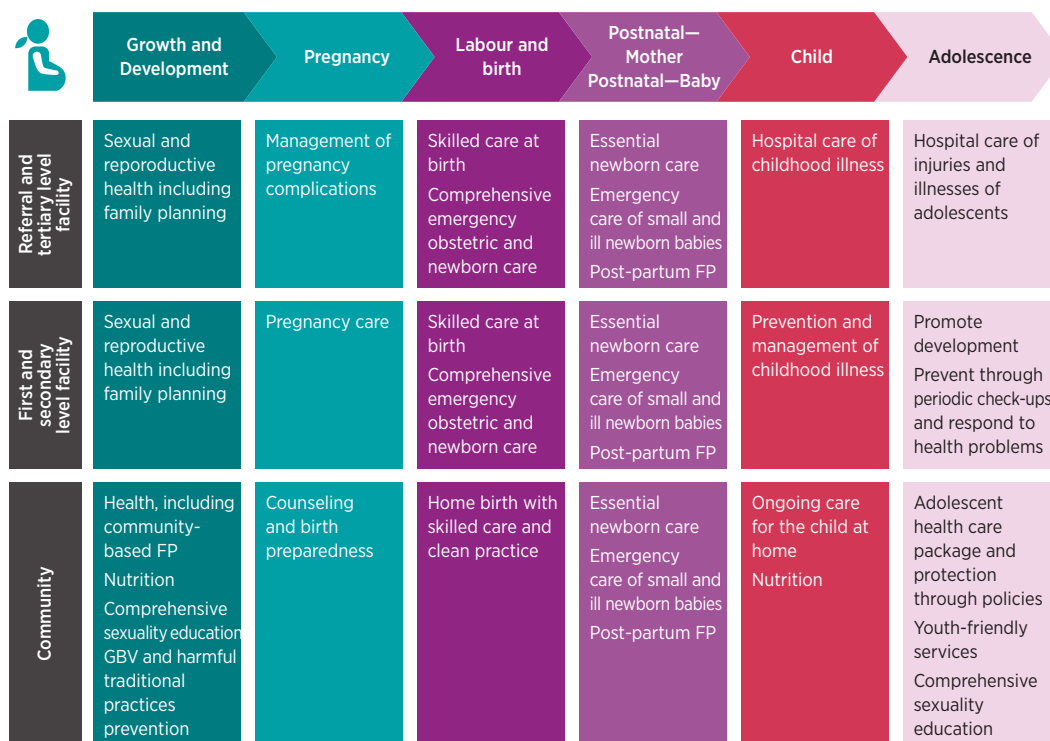 Growth and
Development
Pregnancy
Labour and
birth
Postnatal—
Mother
Postnatal—Baby
Child
Adolescence
Referral and
tertiary level
facility
Sexual and
reporoductive
health including
family planning
Management of
pregnancy
complications
Skilled care at
birth
Comprehensive
emergency
obstetric and
newborn care
Essential
newborn care
Emergency
care of small and
ill newborn babies
Post-partum FP
Hospital care of
childhood illness
Hospital care of
injuries and
illnesses of
adolescents
First and
secondary
level facility
Sexual and
reproductive
health including
family planning
Pregnancy care
Skilled care at
birth
Comprehensive
emergency
obstetric and
newborn care
Essential
newborn care
Emergency
care of small and
ill newborn babies
Post-partum FP
Prevention and
management of
childhood illness
Promote
development
Prevent through
periodic check-ups
and respond to
health problems
Community
Health, including
community-
based FP
Nutrition
Comprehensive
sexuality education
GBV and harmful
traditional
practices
prevention
Counseling
and birth
preparedness
Home birth with
skilled care and
clean practice
Essential
newborn care
Emergency
care of small and
ill newborn babies
Post-partum FP
Ongoing care
for the child at
home
Nutrition
Adolescent
health care
package and
protection
through policies
Youth-friendly
services
Comprehensive
sexuality
education